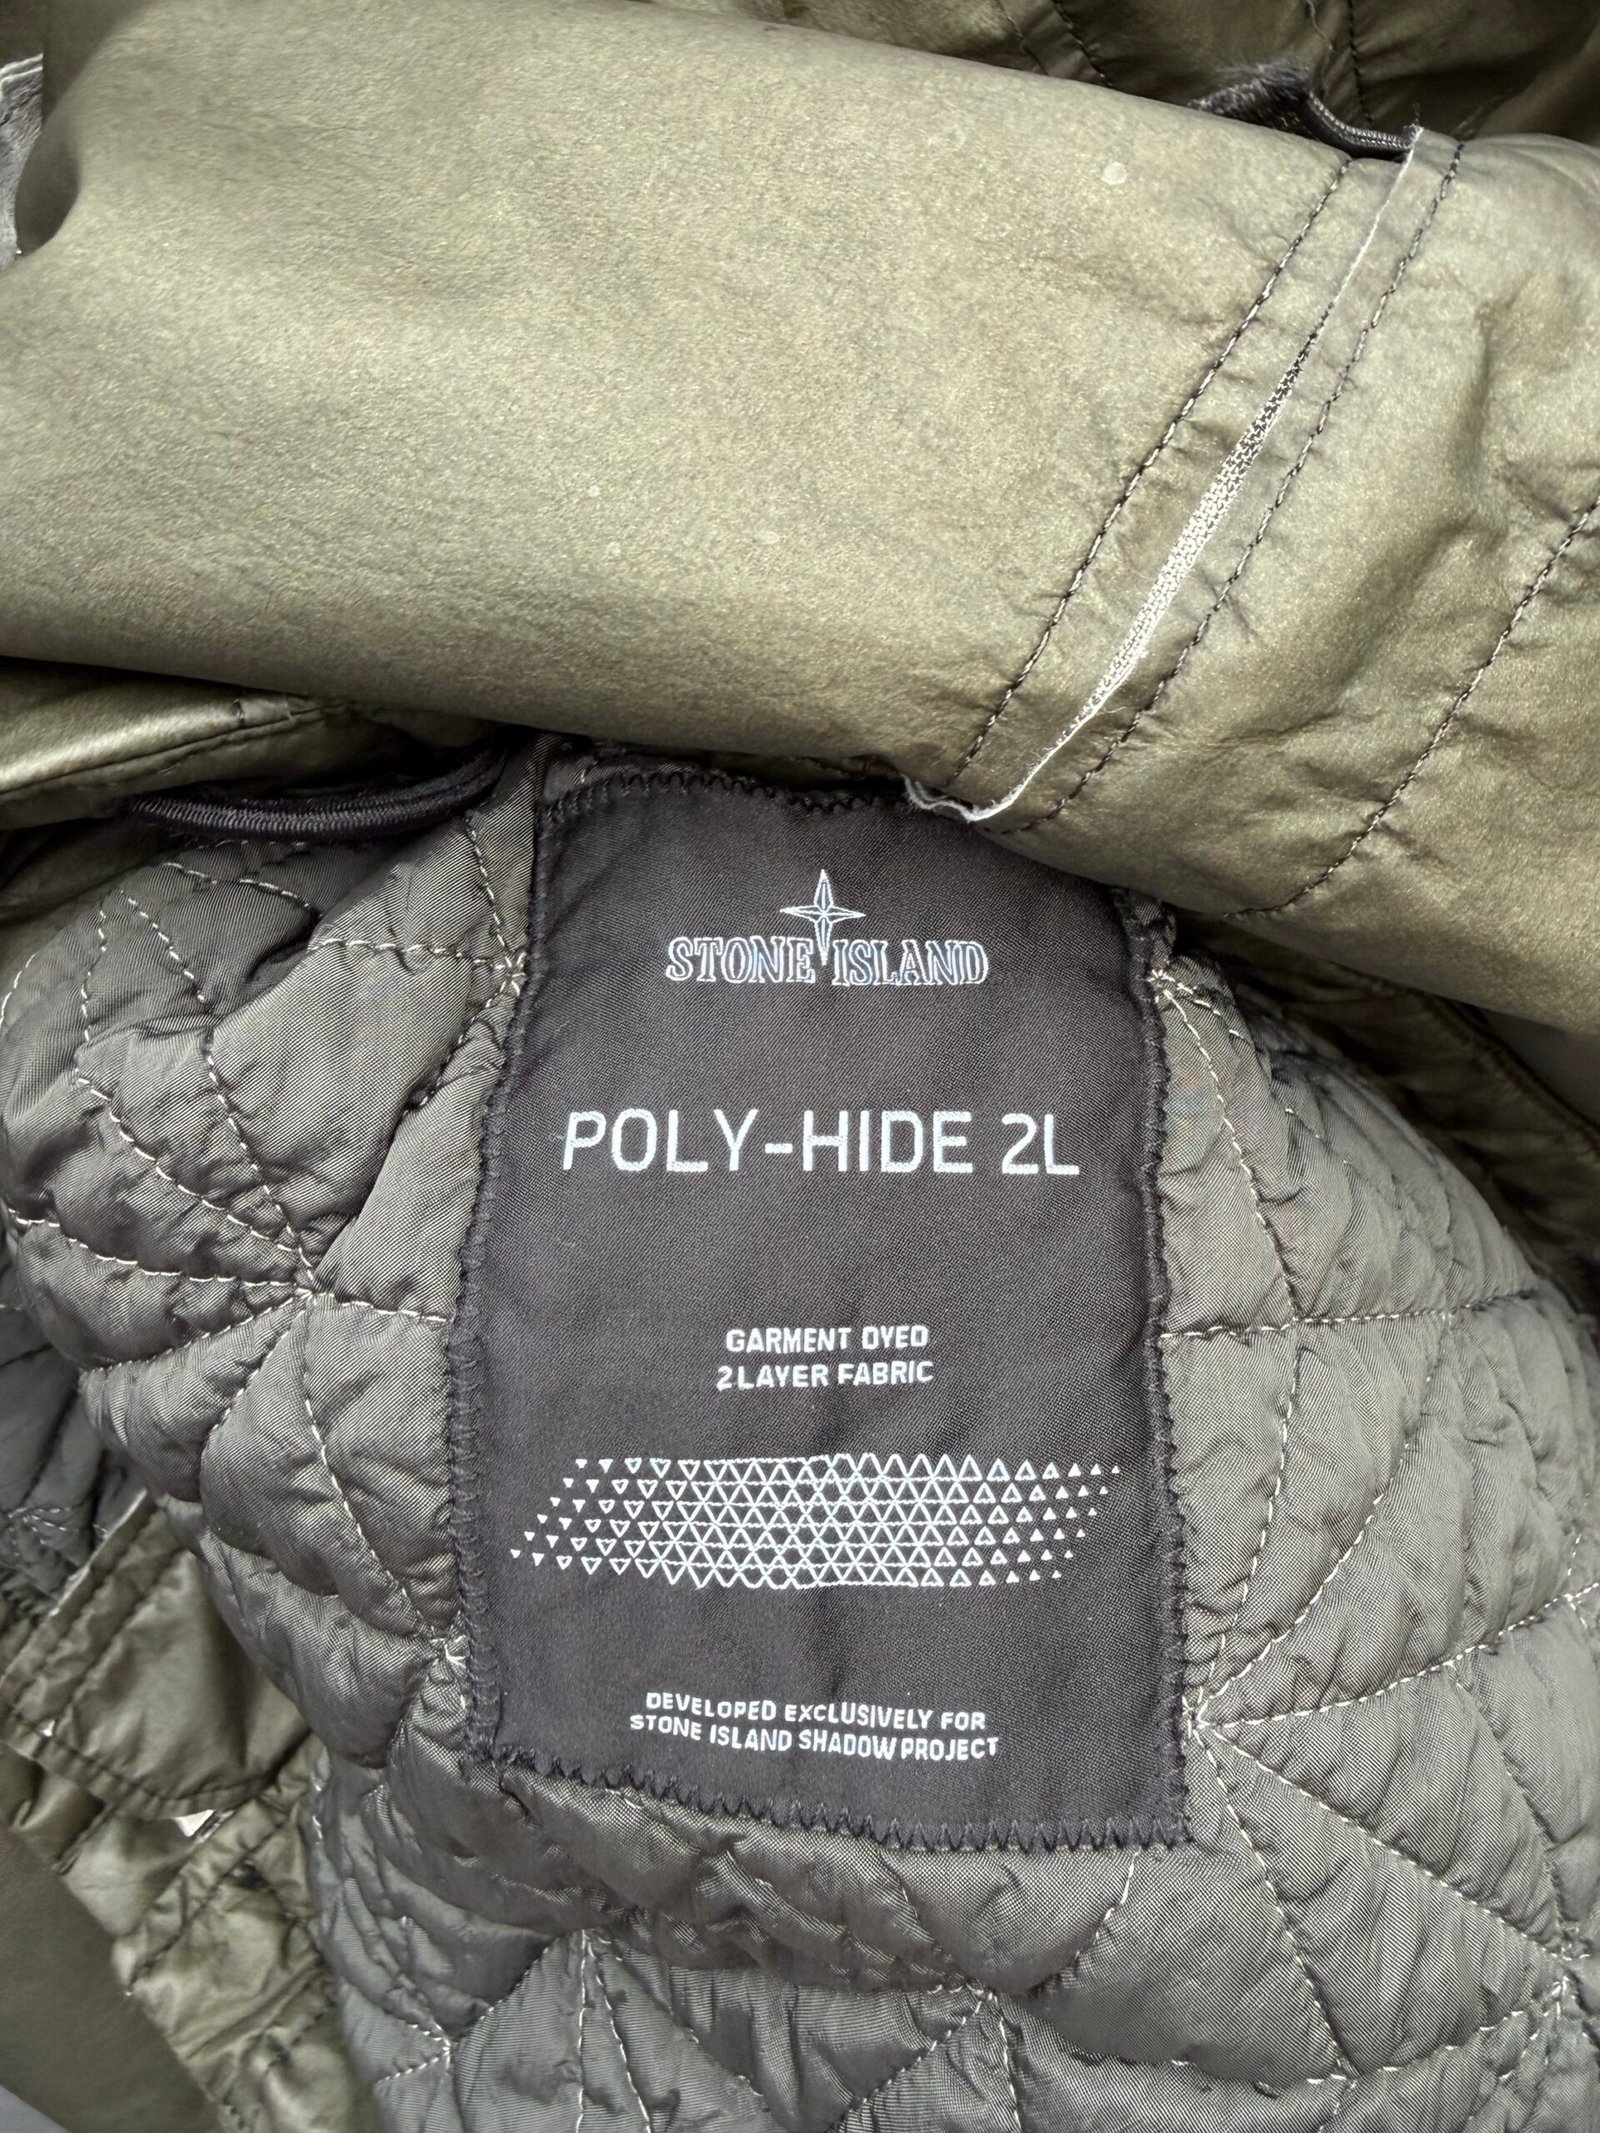 STONE ISLAND
POLY-HIDE 2L
GARMENT DYED
2LAYER FABRIC
DEVELOPED EXCLUSIVELY FOR
STONE ISLAND SHADOW PROJECT